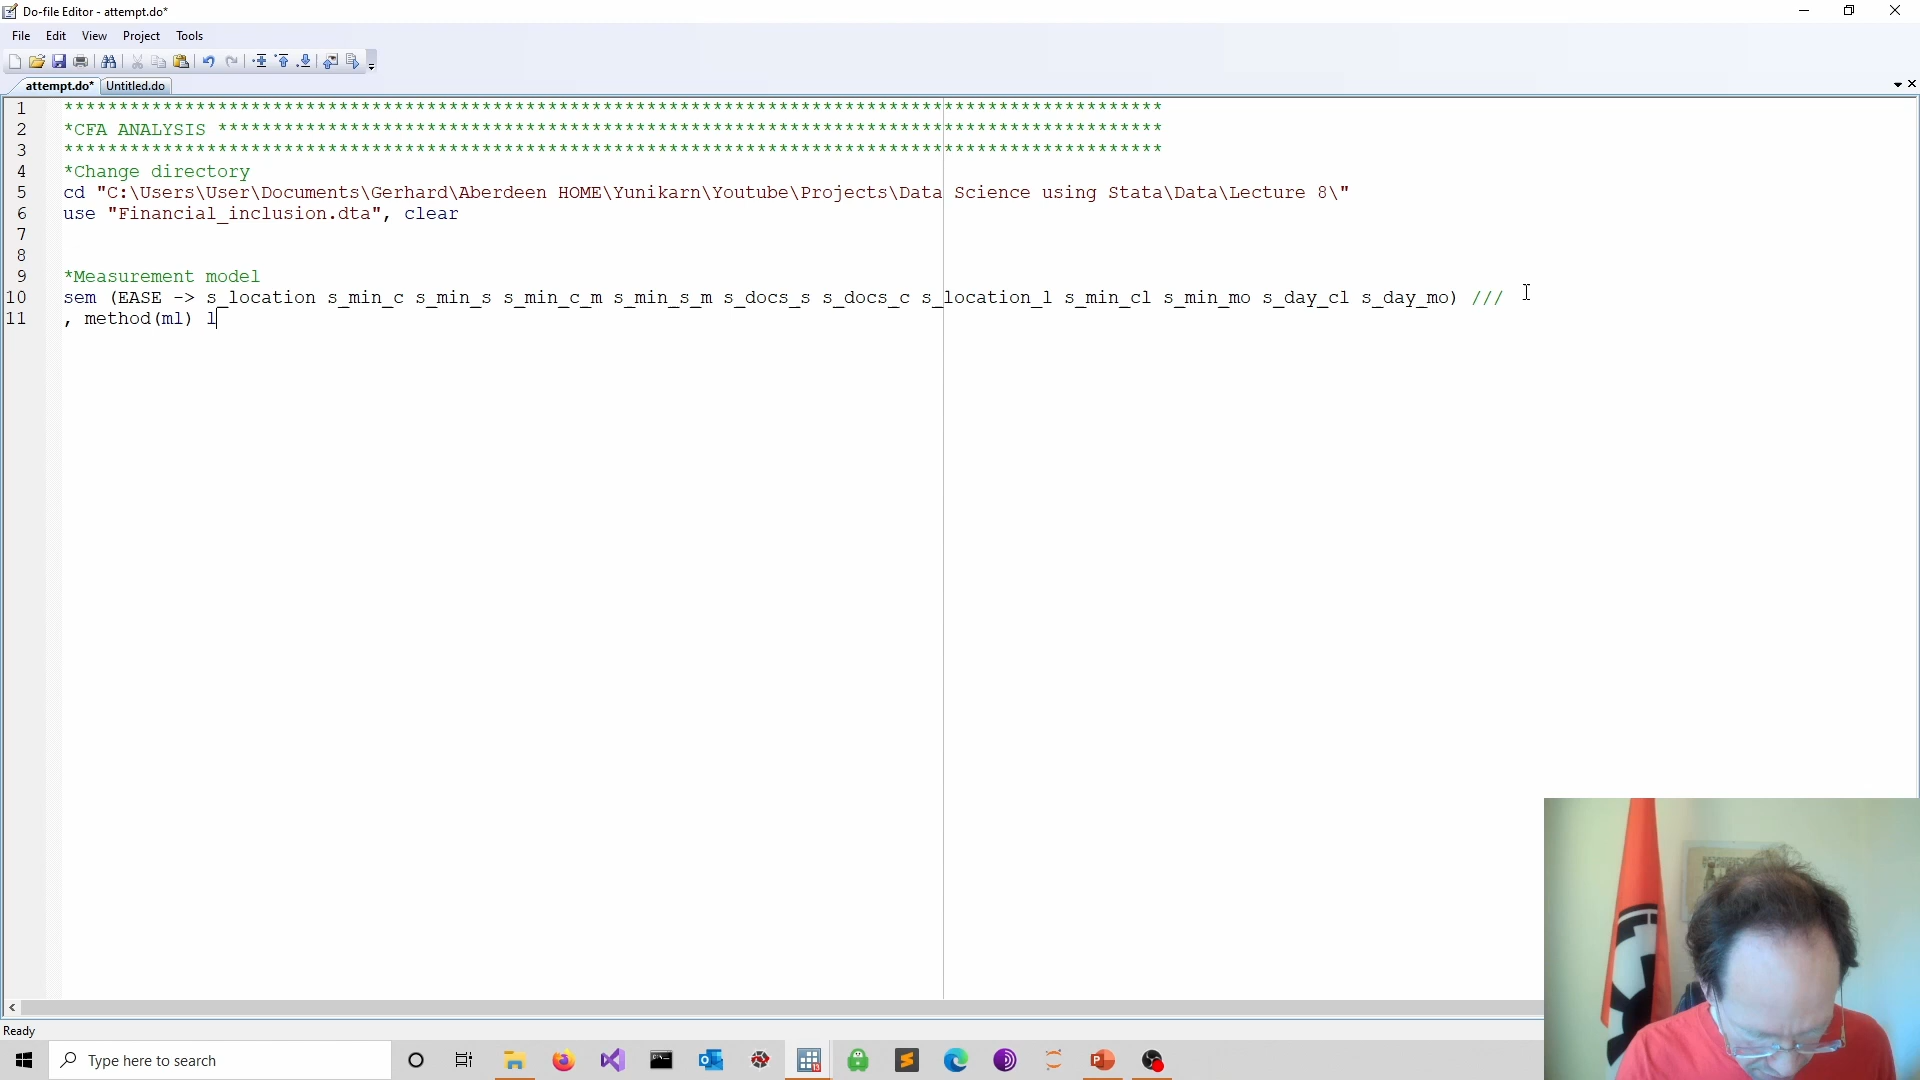 Do-file Editor - attempt.do*
File Edit View Project Tools
attempt.do* Untitled.do
1 ****************************************************************************************************
2 *CFA ANALYSIS **************************************************************************************
3 ****************************************************************************************************
4 *Change directory
5 cd "C:\Users\User\Documents\Gerhard\Aberdeen HOME\Yunikarn\Youtube\Projects\Data Science using Stata\Data\Lecture 8\"
6 use "Financial_inclusion.dta", clear
7
8
9 *Measurement model
10 sem (EASE -> s_location s_min_c s_min_s s_min_c_m s_min_s_m s_docs_s s_docs_c s_location_l s_min_cl s_min_mo s_day_cl s_day_mo) ///
11 , method(ml) l
Ready
Type here to search